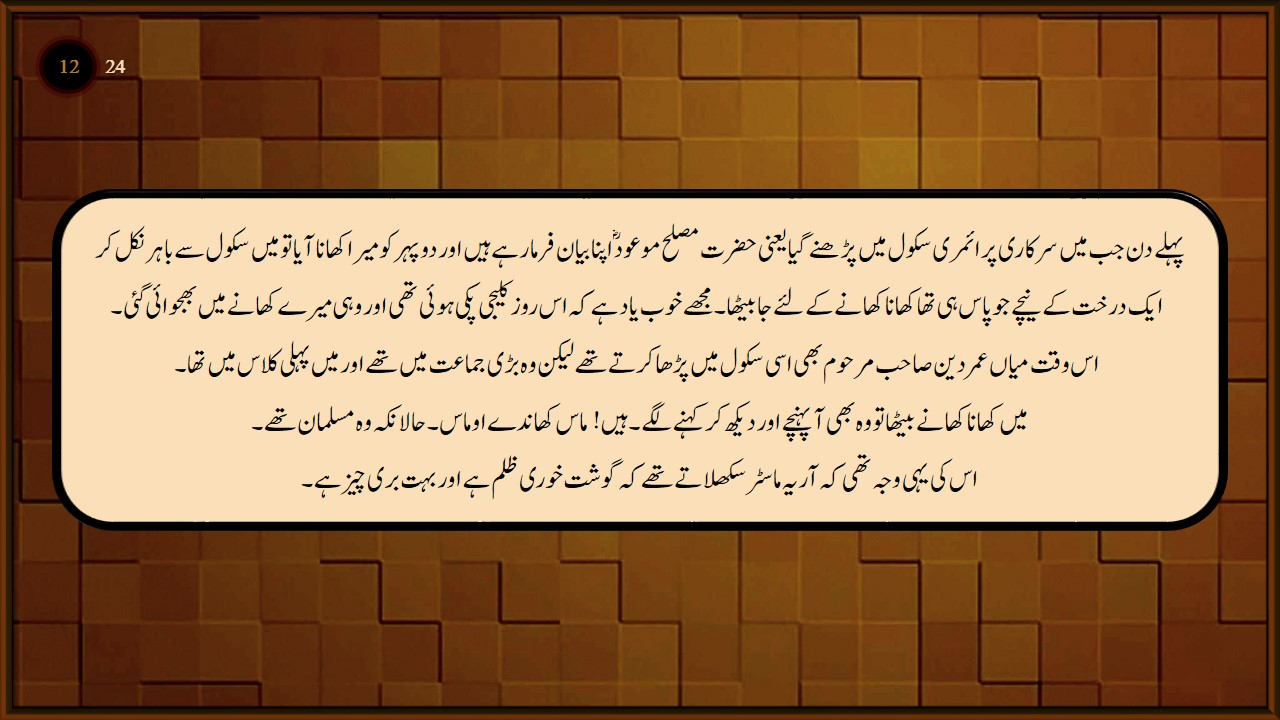 12 24
پہلے دن جب میں سرکاری پرائمری سکول میں پڑھنے گیا یعنی حضرت مصلح موعودؓ اپنا بیان فرما رہے ہیں اور دوپہر کو میرا کھانا آیا تو میں سکول سے باہر نکل کر
ایک درخت کے نیچے جو پاس ہی تھا کھانا کھانے کے لئے جا بیٹھا۔ مجھے خوب یاد ہے کہ اس روز کلیجی پکی ہوئی تھی اور وہی میرے کھانے میں بھجوائی گئی۔
اس وقت میاں عمر دین صاحب مرحوم بھی اسی سکول میں پڑھا کرتے تھے لیکن وہ بڑی جماعت میں تھے اور میں پہلی کلاس میں تھا۔
میں کھانا کھانے بیٹھا تو وہ بھی آ پہنچے اور دیکھ کر کہنے لگے۔ ہیں! ماس کھاندے او ماس۔ حالانکہ وہ مسلمان تھے۔
اس کی یہی وجہ تھی کہ آریہ ماسٹر سکھلاتے تھے کہ گوشت خوری ظلم ہے اور بہت بری چیز ہے۔